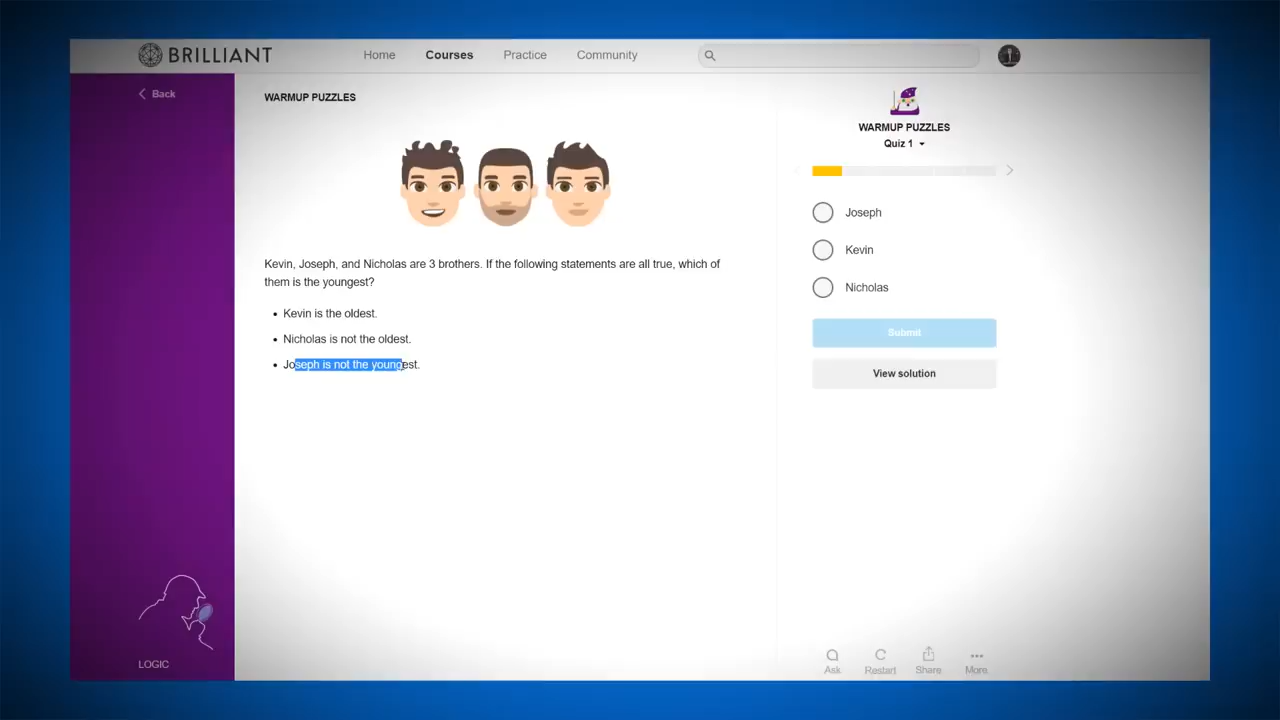 BRILLIANT
Home
Courses
Practice
Community
Back
WARMUP PUZZLES
Kevin, Joseph, and Nicholas are 3 brothers. If the following statements are all true, which of
them is the youngest?
• Kevin is the oldest.
• Nicholas is not the oldest.
• Joseph is not the youngest.
WARMUP PUZZLES
Quiz 1
Joseph
Kevin
Nicholas
Submit
View solution
LOGIC
Ask
Restart
Share
More